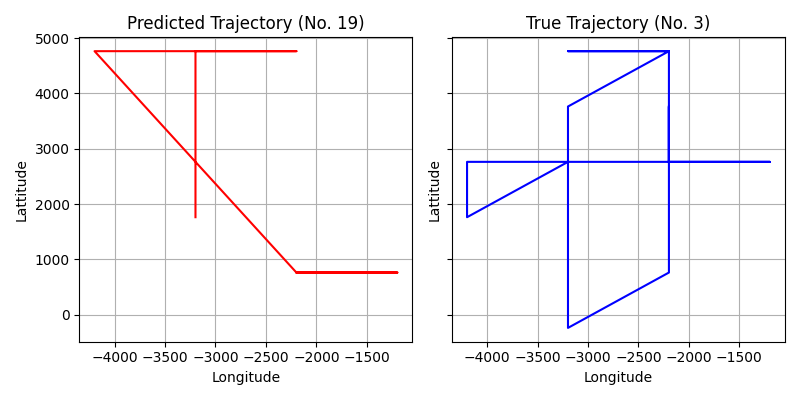 Predicted Trajectory (No. 19)
True Trajectory (No. 3)
5000
4000
3000
2000
1000
0
Lattitude
Lattitude
−4000 −3500 −3000 −2500 −2000 −1500
−4000 −3500 −3000 −2500 −2000 −1500
Longitude
Longitude